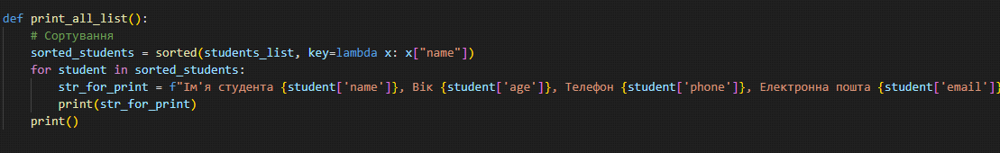 def print_all_list():
    # Сортування
    sorted_students = sorted(students_list, key=lambda x: x["name"])
    for student in sorted_students:
        str_for_print = f"Ім'я студента {student['name']}, Вік {student['age']}, Телефон {student['phone']}, Електронна пошта {student['email']}
        print(str_for_print)
    print()